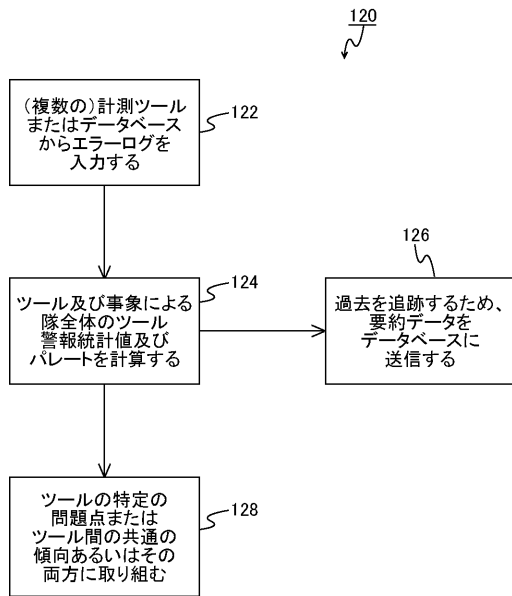 120
(複数の)計測ツール
またはデータベース
からエラーログを
入力する
122
ツール及び事象による
隊全体のツール
警報統計値及び
パレートを計算する
124
126
過去を追跡するため、
要約データを
データベースに
送信する
ツールの特定の
問題点または
ツール間の共通の
傾向あるいはその
両方に取り組む
128